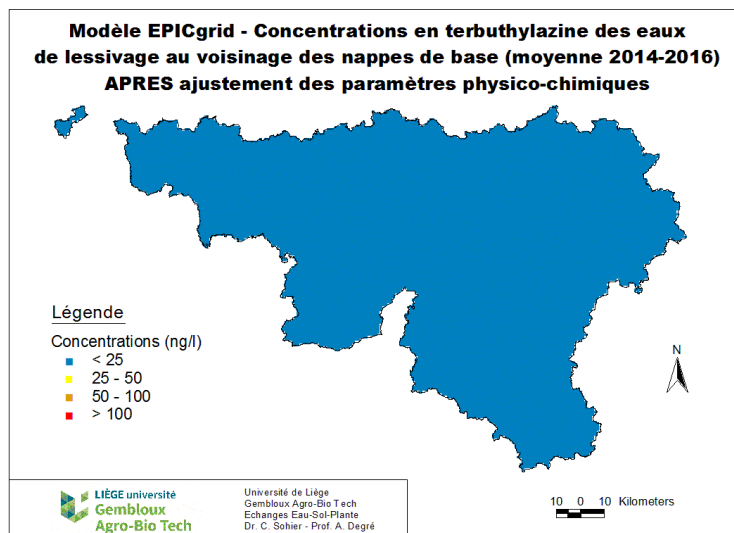 Modèle EPICgrid - Concentrations en terbuthylazine des eaux
de lessivage au voisinage des nappes de base (moyenne 2014-2016)
APRES ajustement des paramètres physico-chimiques
Légende
Concentrations (ng/l)
< 25
25 - 50
50 - 100
> 100
N
10 0 10 Kilometers
LIÈGE université
Gembloux
Agro-Bio Tech
Université de Liège
Gembloux Agro-Bio Tech
Echanges Eau-Sol-Plante
Dr. C. Sohier - Prof. A. Degré